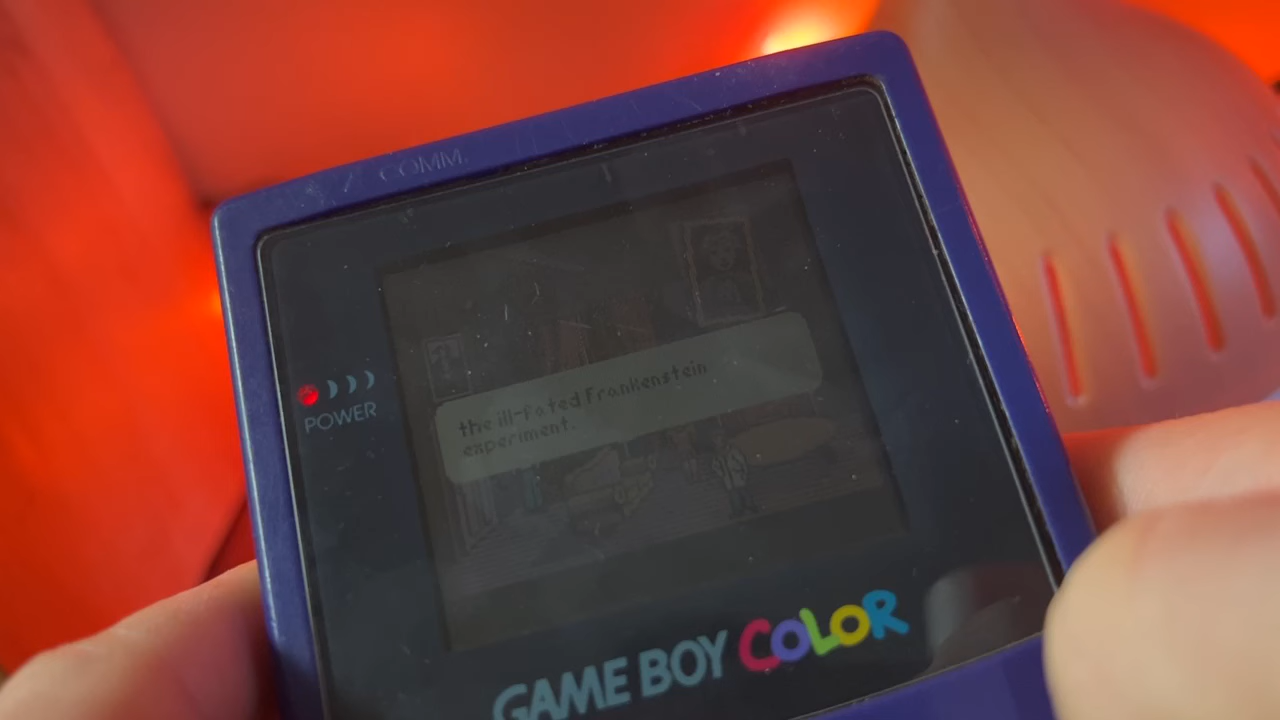 COMM.
POWER
the ill-fated Frankenstein
experiment.
GAME BOY COLOR